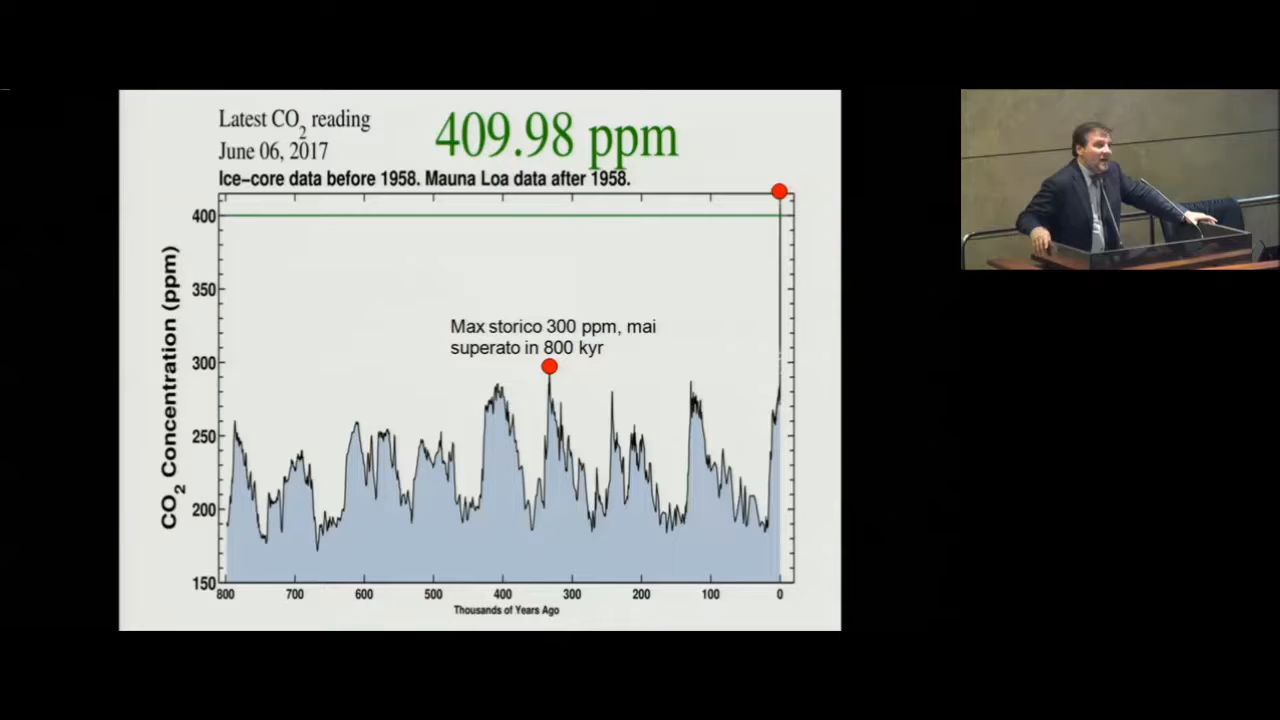 Latest CO2 reading
June 06, 2017
409.98 ppm
Ice-core data before 1958. Mauna Loa data after 1958.
CO2 Concentration (ppm)
400
350
300
250
200
150
Max storico 300 ppm, mai
superato in 800 kyr
800 700 600 500 400 300 200 100 0
Thousands of Years Ago